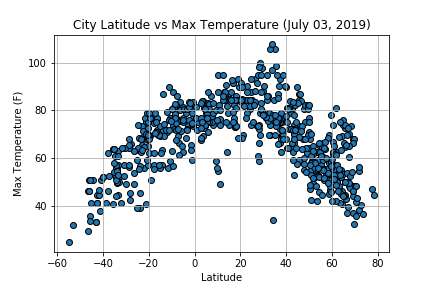 City Latitude vs Max Temperature (July 03, 2019)
100
80
60
40
Max Temperature (F)
−60 −40 −20 0 20 40 60 80
Latitude